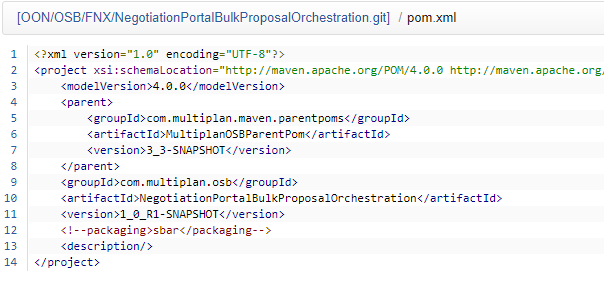 [OON/OSB/FNX/NegotiationPortalBulkProposalOrchestration.git] / pom.xml
1 <?xml version="1.0" encoding="UTF-8"?>
2 <project xsi:schemaLocation="http://maven.apache.org/POM/4.0.0 http://maven.apache.org/
3 <modelVersion>4.0.0</modelVersion>
4 <parent>
5 <groupId>com.multiplan.maven.parentpoms</groupId>
6 <artifactId>MultiplanOSBParentPom</artifactId>
7 <version>3_3-SNAPSHOT</version>
8 </parent>
9 <groupId>com.multiplan.osb</groupId>
10 <artifactId>NegotiationPortalBulkProposalOrchestration</artifactId>
11 <version>1_0_R1-SNAPSHOT</version>
12 <!--packaging>sbar</packaging-->
13 <description/>
14 </project>